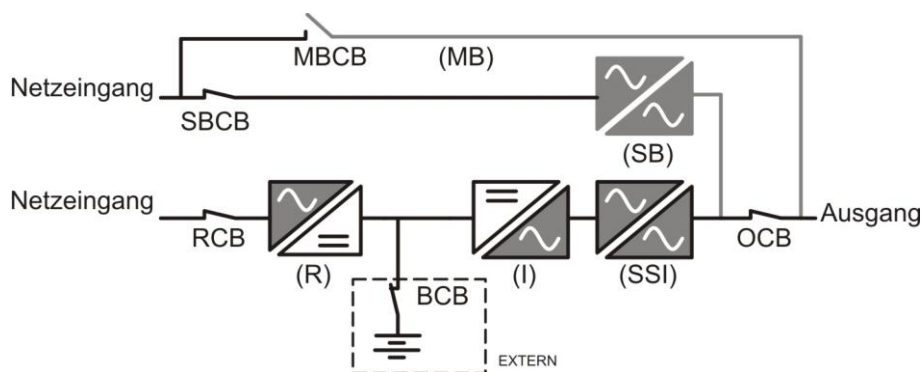 MBCB (MB)
Netzeingang
SBCB
(SB)
Netzeingang
RCB
OCB
Ausgang
(R)
(I)
(SSI)
BCB
EXTERN